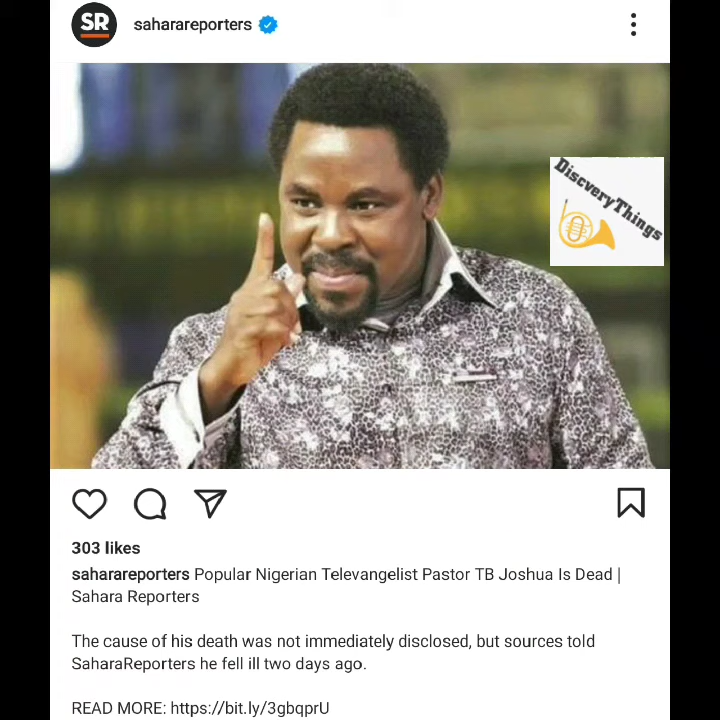 SR
saharareporters
DiscveryThings
303 likes
saharareporters Popular Nigerian Televangelist Pastor TB Joshua Is Dead |
Sahara Reporters
The cause of his death was not immediately disclosed, but sources told
SaharaReporters he fell ill two days ago.
READ MORE: https://bit.ly/3gbqprU